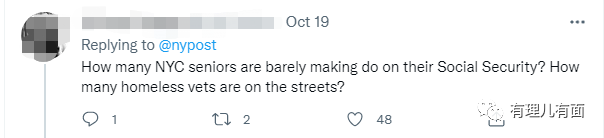 Oct 19
Replying to @nypost
How many NYC seniors are barely making do on their Social Security? How
many homeless vets are on the streets?
1 2 48 有理儿有面